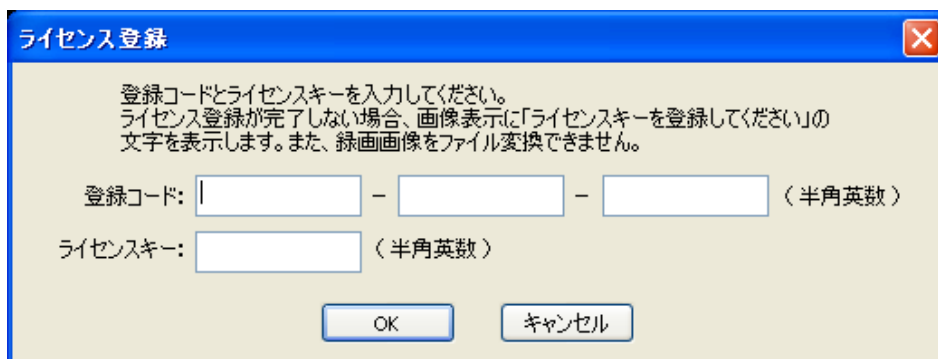 ライセンス登録
登録コードとライセンスキーを入力してください。
ライセンス登録が完了しない場合、画像表示に「ライセンスキーを登録してください」の
文字を表示します。また、録画画像をファイル変換できません。
登録コード: - - (半角英数)
ライセンスキー: (半角英数)
OK キャンセル